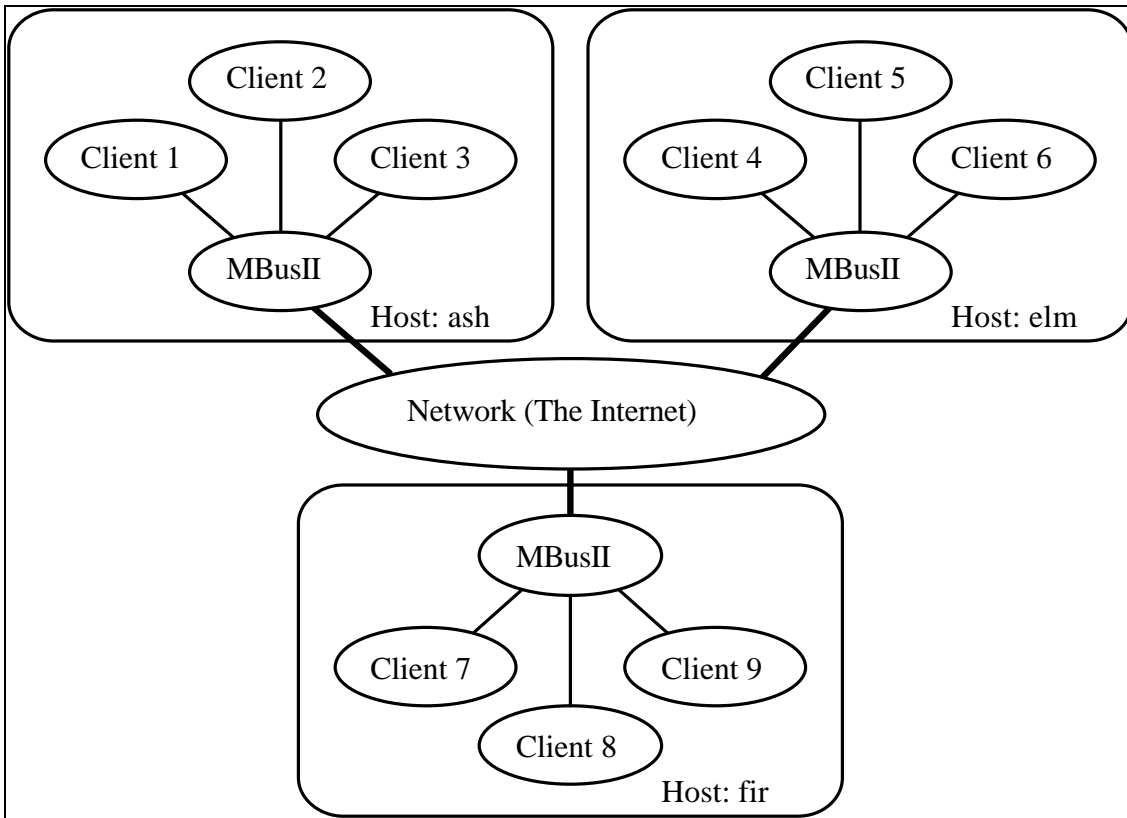 Client 2
Client 1
Client 3
MBusII
Host: ash
Client 5
Client 4
Client 6
MBusII
Host: elm
Network (The Internet)
MBusII
Client 7
Client 9
Client 8
Host: fir